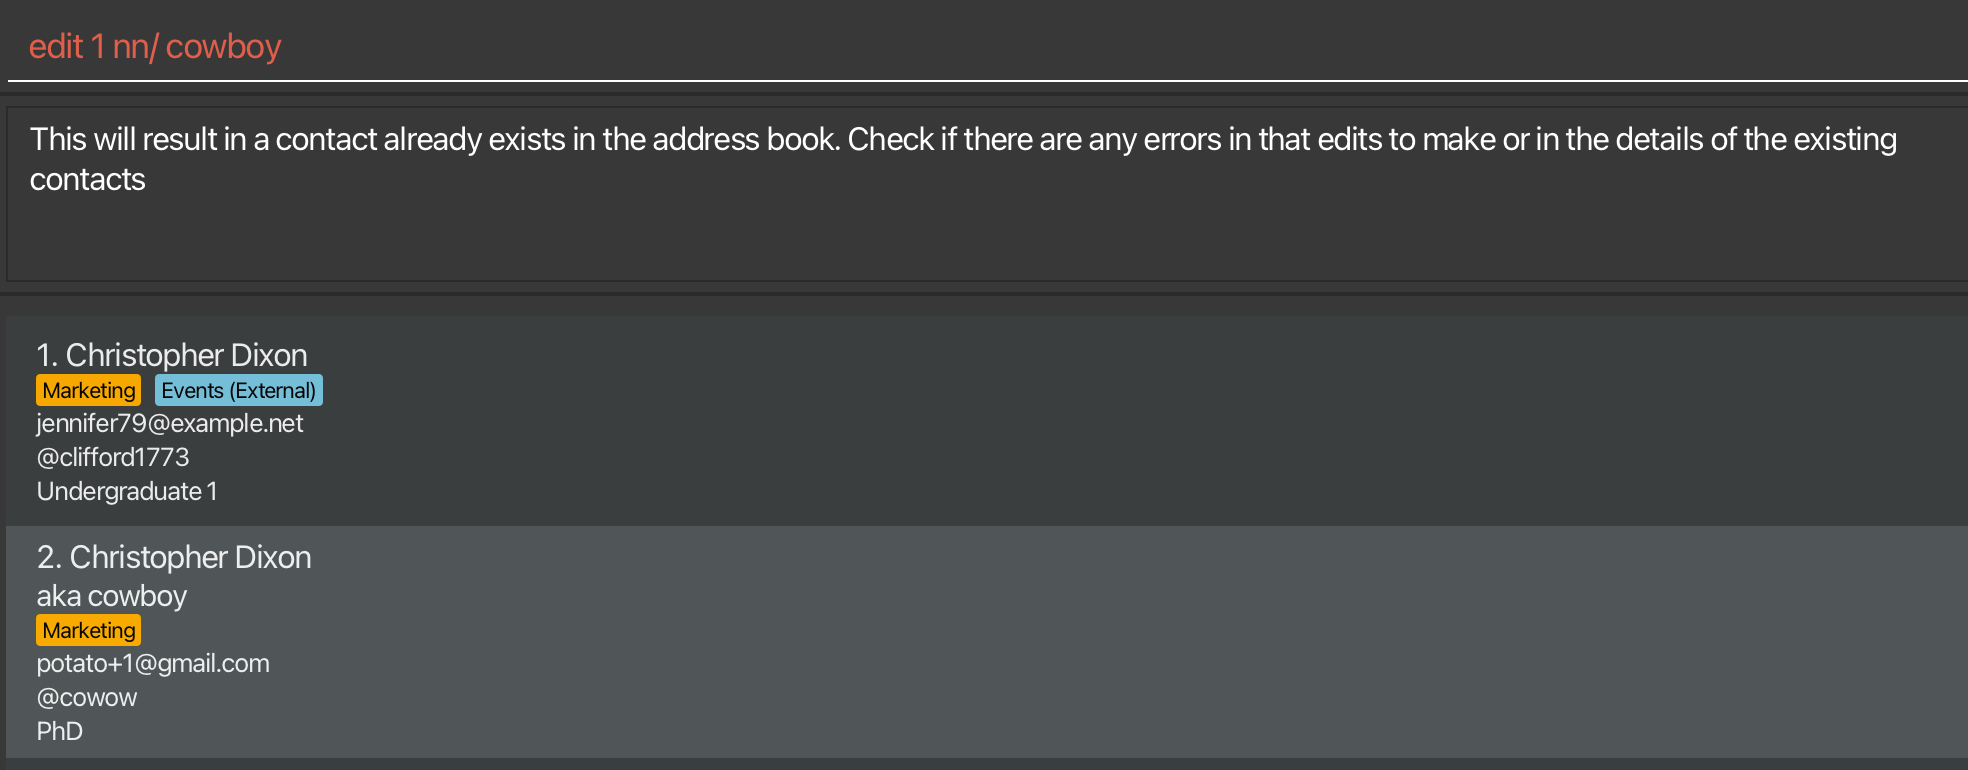 edit 1 nn/ cowboy
This will result in a contact already exists in the address book. Check if there are any errors in that edits to make or in the details of the existing
contacts
1. Christopher Dixon
Marketing Events (External)
jennifer79@example.net
@clifford1773
Undergraduate 1
2. Christopher Dixon
aka cowboy
Marketing
potato+1@gmail.com
@cowow
PhD